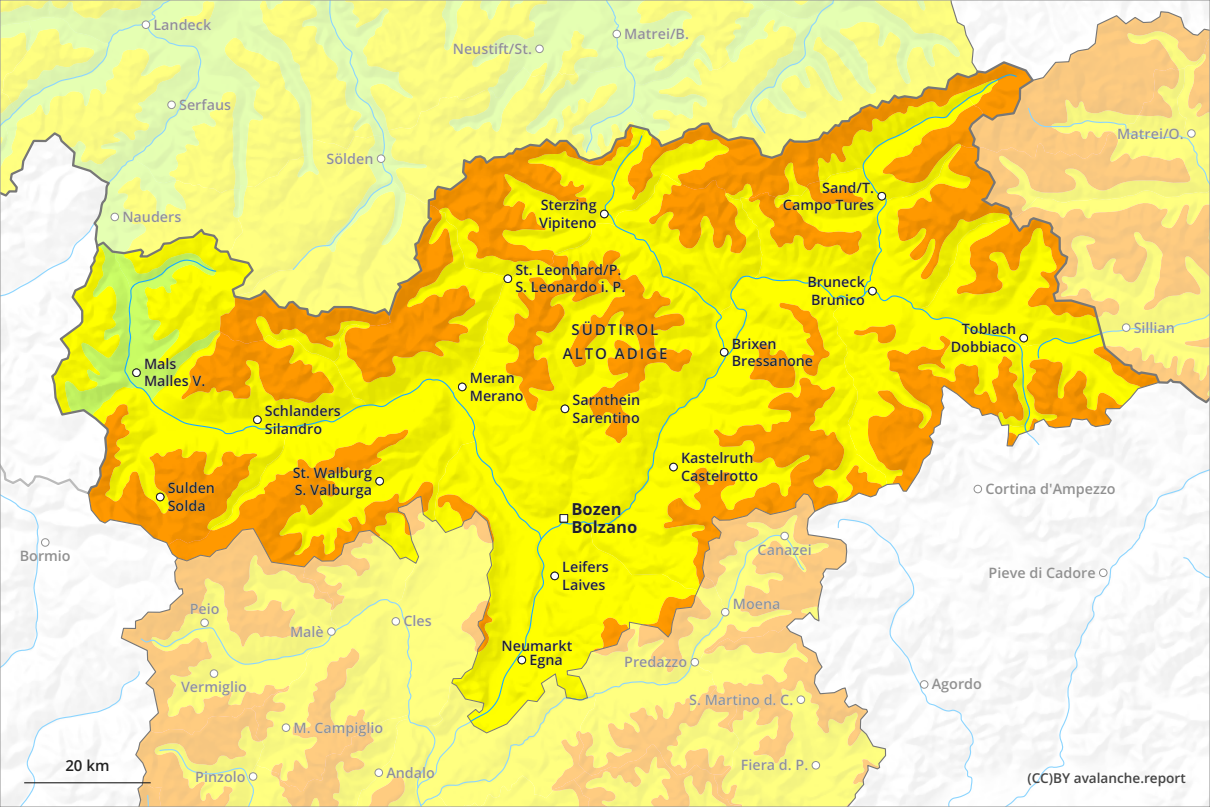 Landeck
Matrei/B.
Neustift/St.
Serfaus
Matrei/O.
Sölden
Sand/T.
Campo Tures
Sterzing
Vipiteno
Nauders
St. Leonhard/P.
S. Leonardo i. P.
Bruneck
Brunico
SÜDTIROL
ALTO ADIGE
Toblach
Dobbiaco
Sillian
Brixen
Bressanone
Mals
Malles V.
Meran
Merano
Sarnthein
Sarentino
Schlanders
Silandro
Kastelruth
Castelrotto
St. Walburg
S. Valburga
Sulden
Solda
Cortina d'Ampezzo
Bozen
Bolzano
Bormio
Canazei
Leifers
Laives
Pieve di Cadore
Peio
Moena
Cles
Malè
Neumarkt
Egna
Predazzo
Vermiglio
Agordo
S. Martino d. C.
M. Campiglio
20 km
Fiera d. P.
Pinzolo
Andalo
(CC)BY avalanche.report